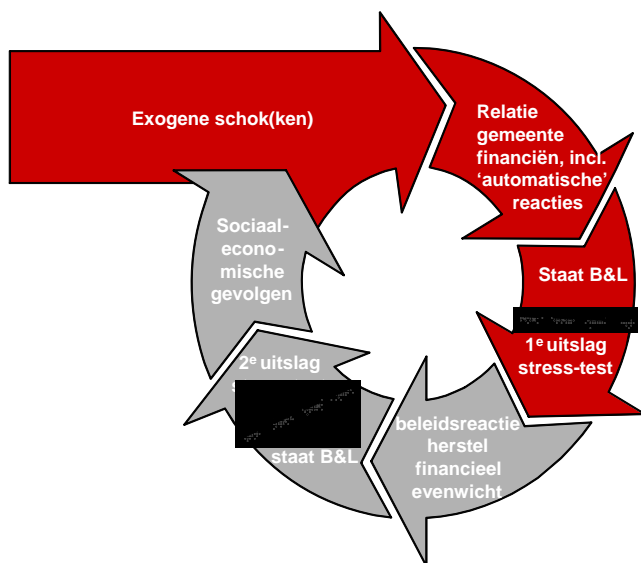 Exogene schok(ken)
Relatie
gemeente
financiën, incl.
‘automatische’
reacties
Staat B&L
1e uitslag
stress-test
beleidsreactie
herstel
financieel
evenwicht
2e uitslag
staat B&L
Sociaal-
econo-
mische
gevolgen